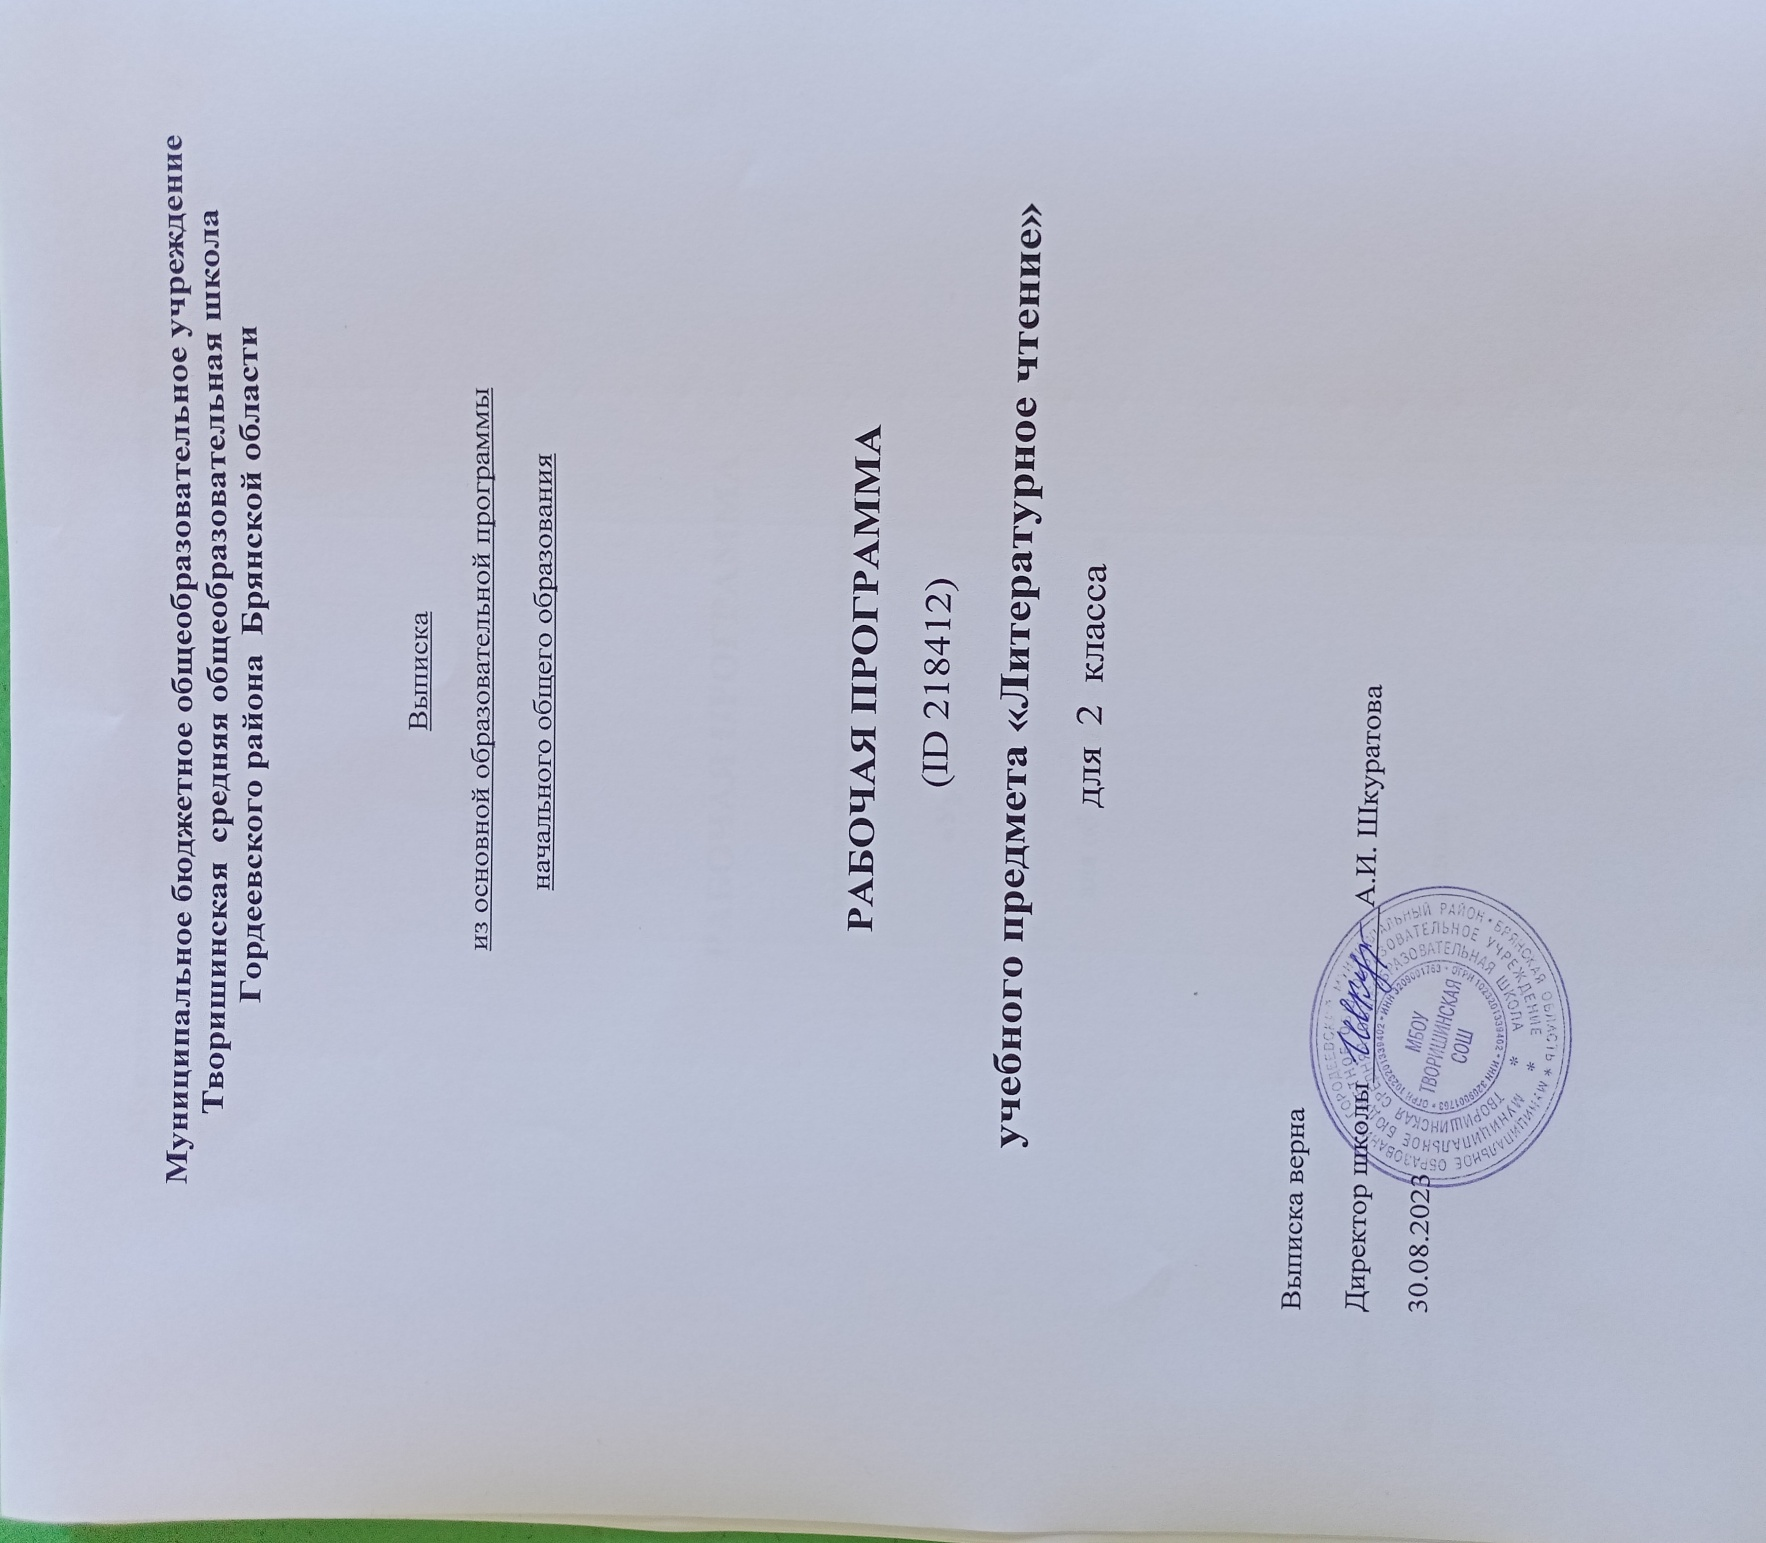 Муниципальное бюджетное общеобразовательное учреждение
Творишинская средняя общеобразовательная школа
Гордеевского района Брянской области
Выписка
из основной образовательной программы
начального общего образования
РАБОЧАЯ ПРОГРАММА
(ID 218412)
учебного предмета «Литературное чтение»
для 2 класса
Выписка верна
Директор школы А.И. Шкуратова
30.08.2023
МБОУ
ТВОРИШИНСКАЯ
СОШ